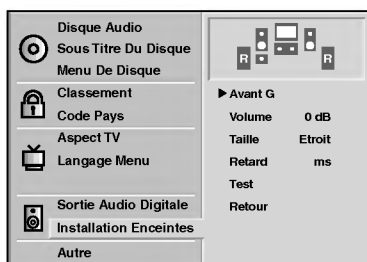 Disque Audio
Sous Titre Du Disque
Menu De Disque
Classement
Code Pays
Aspect TV
Langage Menu
Sortie Audio Digitale
Installation Enceintes
Autre
R R
Avant G
Volume 0 dB
Taille Etroit
Retard ms
Test
Retour